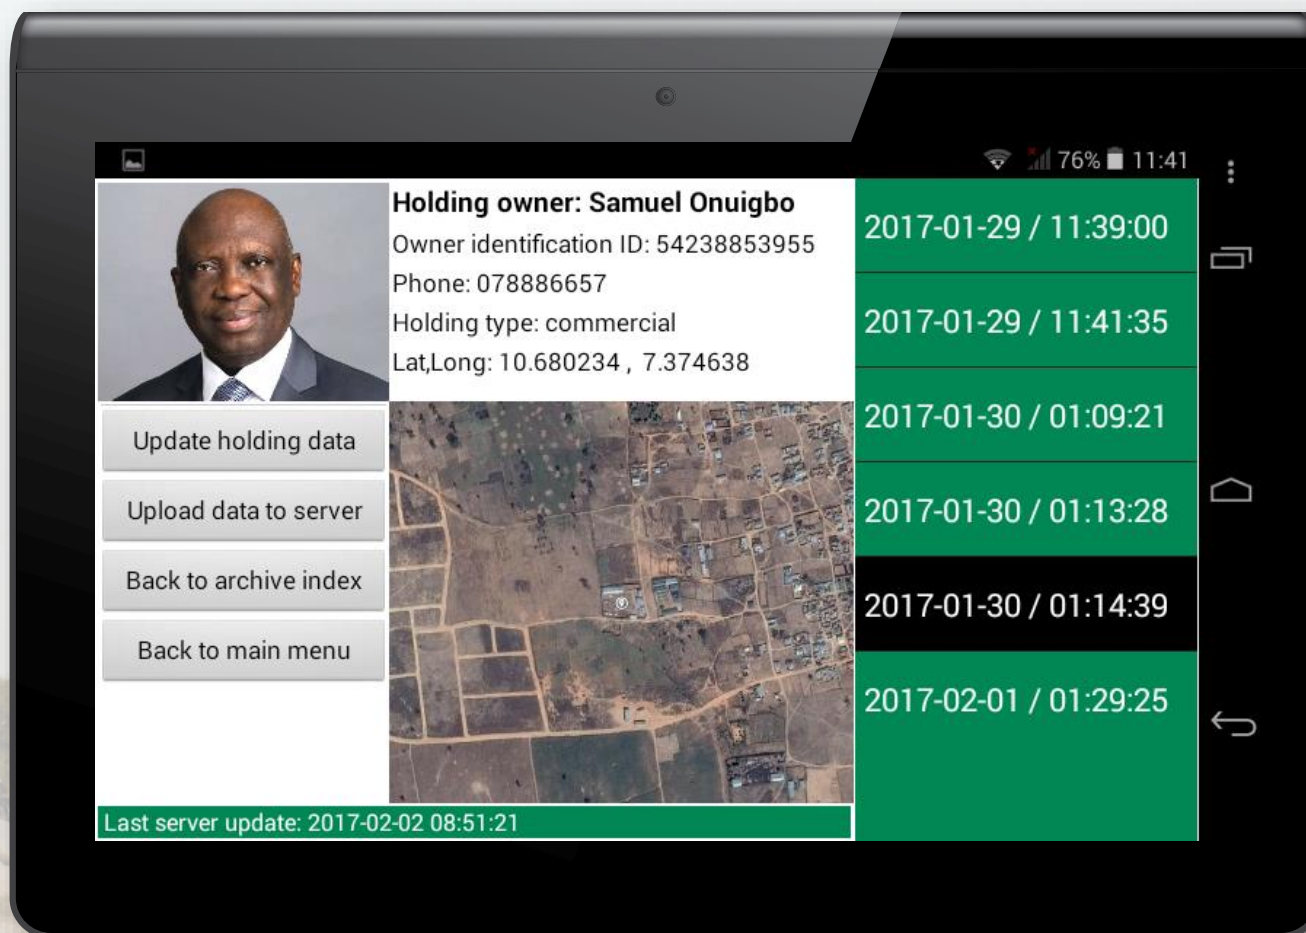 76% 11:41
Holding owner: Samuel Onuigbo
Owner identification ID: 54238853955
Phone: 078886657
Holding type: commercial
Lat,Long: 10.680234 , 7.374638
Update holding data
Upload data to server
Back to archive index
Back to main menu
Last server update: 2017-02-02 08:51:21
2017-01-29 / 11:39:00
2017-01-29 / 11:41:35
2017-01-30 / 01:09:21
2017-01-30 / 01:13:28
2017-01-30 / 01:14:39
2017-02-01 / 01:29:25